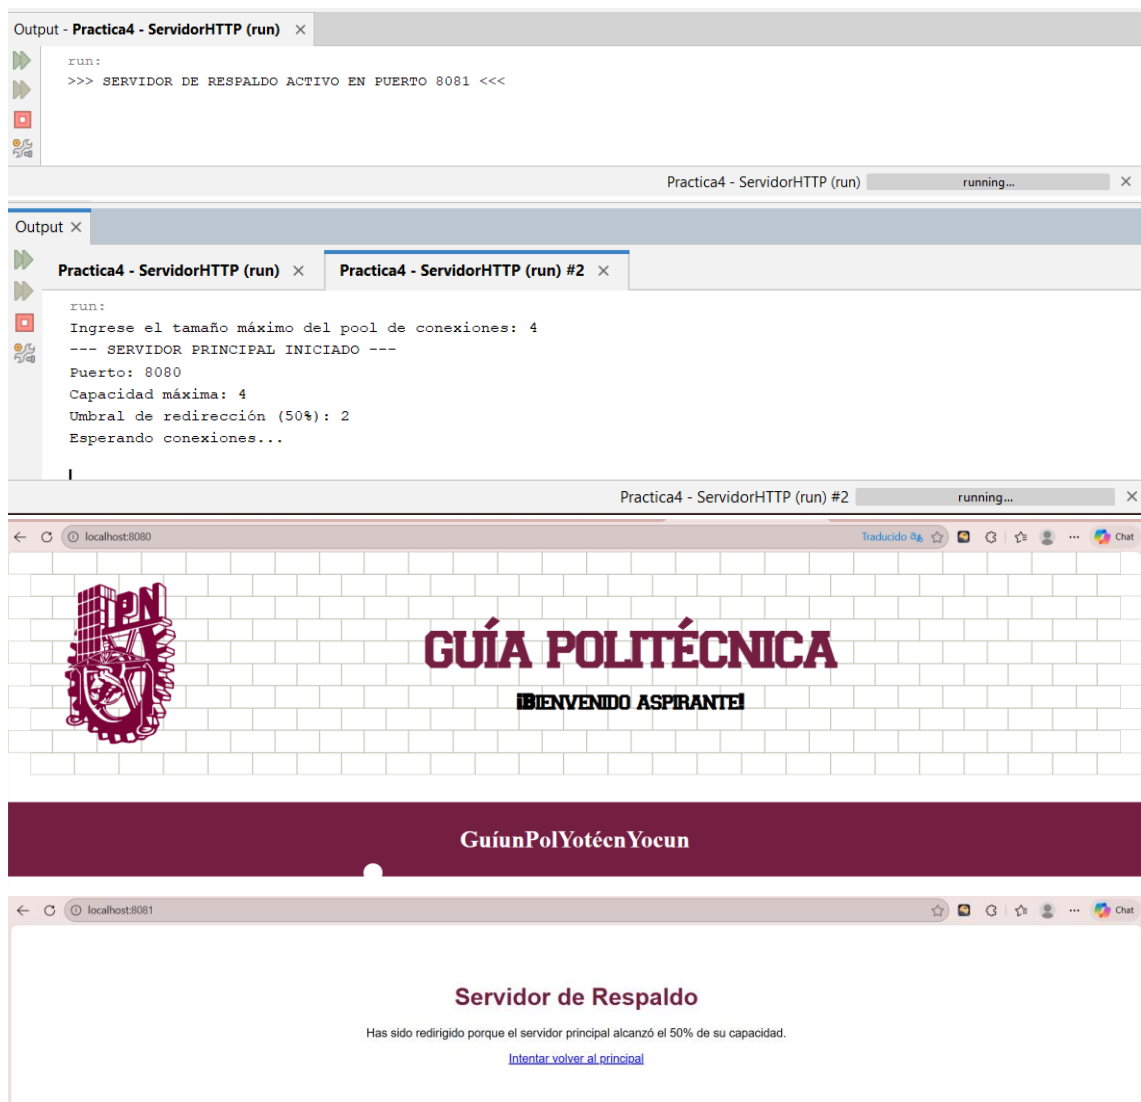 Output - Practica4 - ServidorHTTP (run)
run:
>>> SERVIDOR DE RESPALDO ACTIVO EN PUERTO 8081 <<<
Practica4 - ServidorHTTP (run) running...
Output
Practica4 - ServidorHTTP (run) Practica4 - ServidorHTTP (run) #2
run:
Ingrese el tamaño máximo del pool de conexiones: 4
--- SERVIDOR PRINCIPAL INICIADO ---
Puerto: 8080
Capacidad máxima: 4
Umbral de redirección (50%): 2
Esperando conexiones...
Practica4 - ServidorHTTP (run) #2 running...
localhost:8080 Traducido Chat
IPN
GUÍA POLITÉCNICA
¡BIENVENIDO ASPIRANTE!
GuíunPolYotécnYocun
localhost:8081 Chat
Servidor de Respaldo
Has sido redirigido porque el servidor principal alcanzó el 50% de su capacidad.
Intentar volver al principal